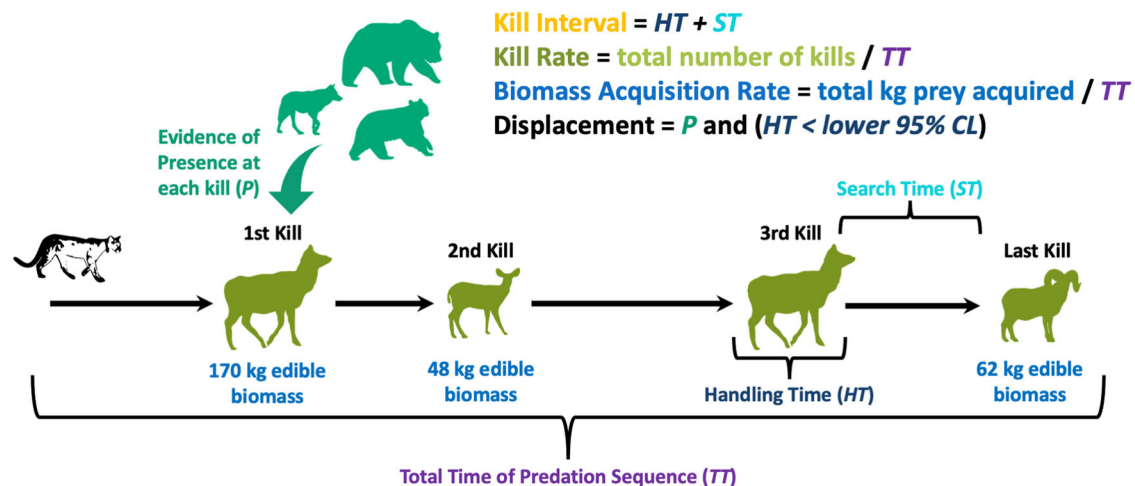 Kill Interval = HT + ST
Kill Rate = total number of kills / TT
Biomass Acquisition Rate = total kg prey acquired / TT
Displacement = P and (HT < lower 95% CL)
Evidence of
Presence at
each kill (P)
Search Time (ST)
1st Kill
2nd Kill
3rd Kill
Last Kill
170 kg edible
biomass
48 kg edible
biomass
Handling Time (HT)
62 kg edible
biomass
Total Time of Predation Sequence (TT)